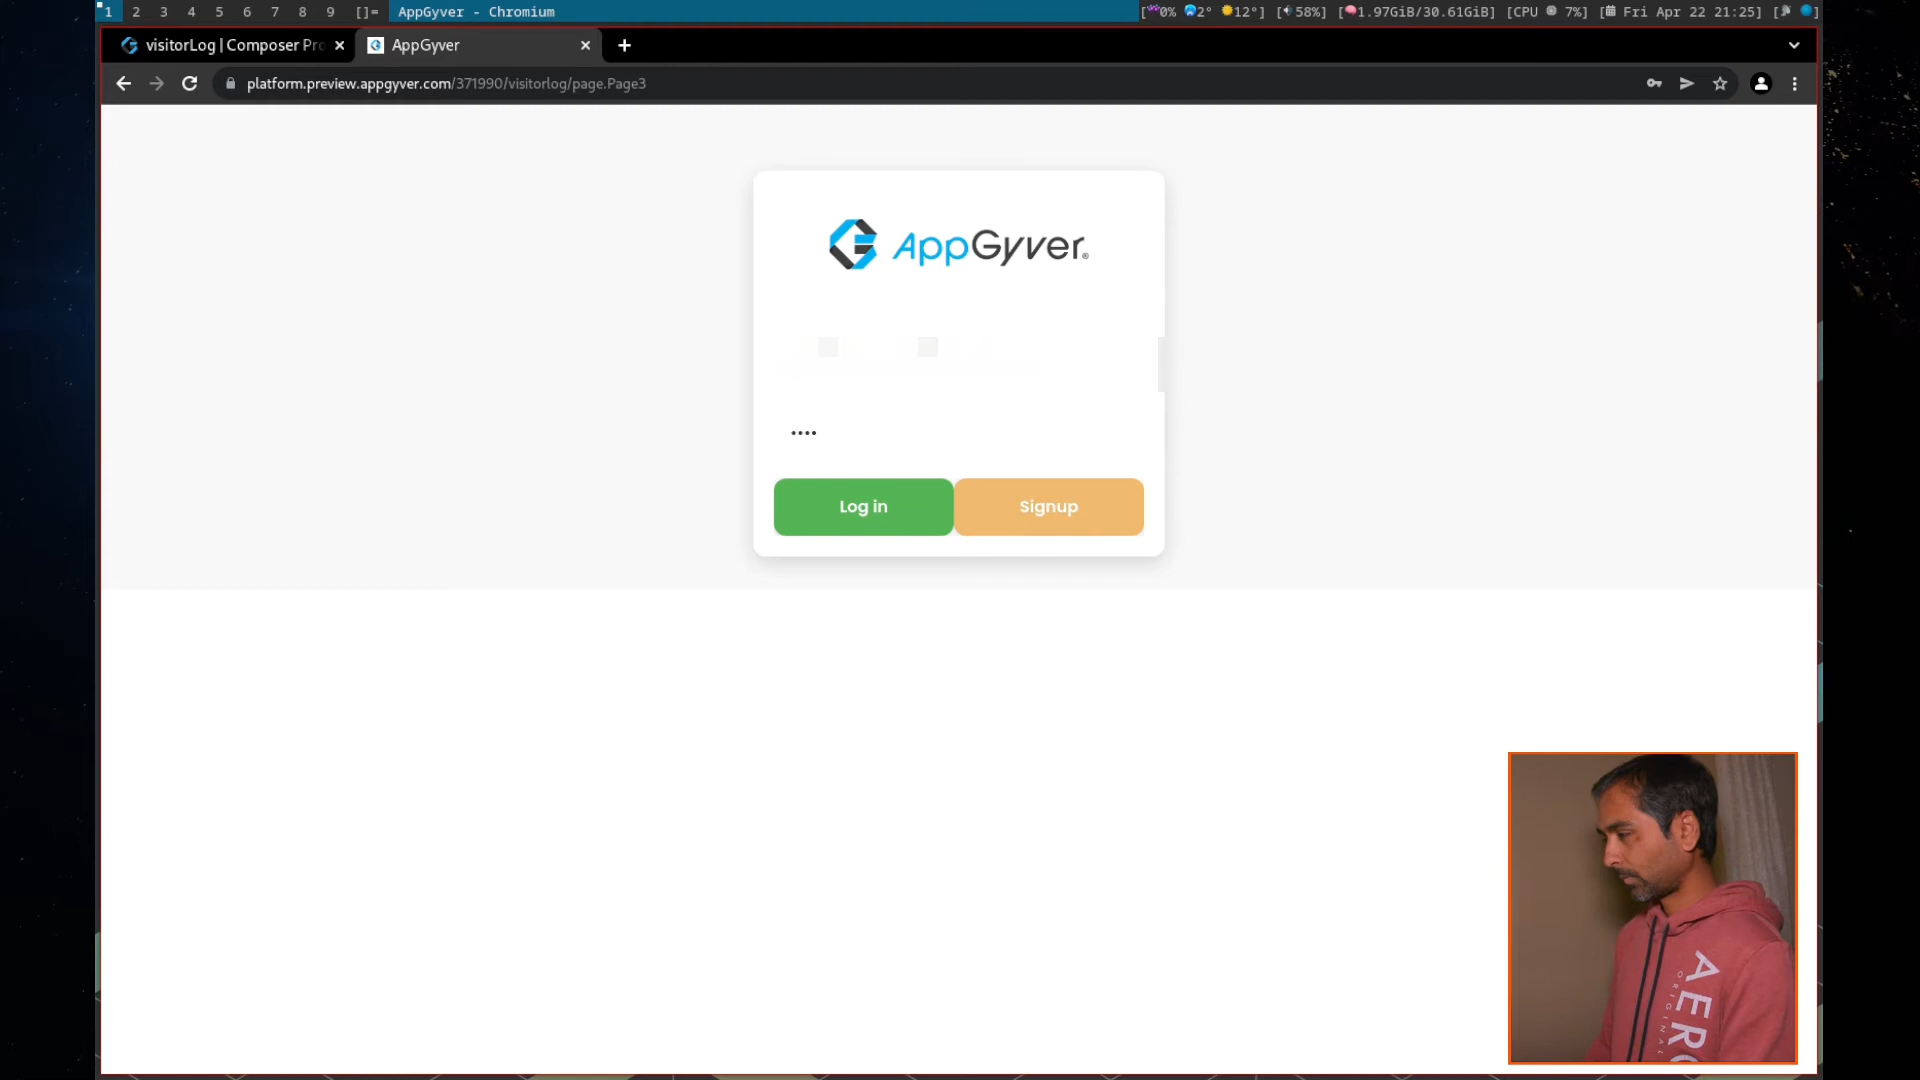 1 2 3 4 5 6 7 8 9 []= AppGyver - Chromium [0% 2° 12°] [58%] [1.97GiB/30.61GiB] [CPU 7%] [Fri Apr 22 21:25]
visitorLog | Composer Pro AppGyver
platform.preview.appgyver.com/371990/visitorlog/page.Page3
AppGyver®
••••
Log in Signup
AERO
ORIGINAL